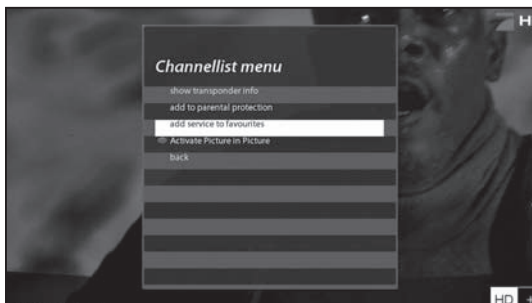 H
Channellist menu
show transponder info
add to parental protection
add service to favourites
Activate Picture in Picture
back
HD